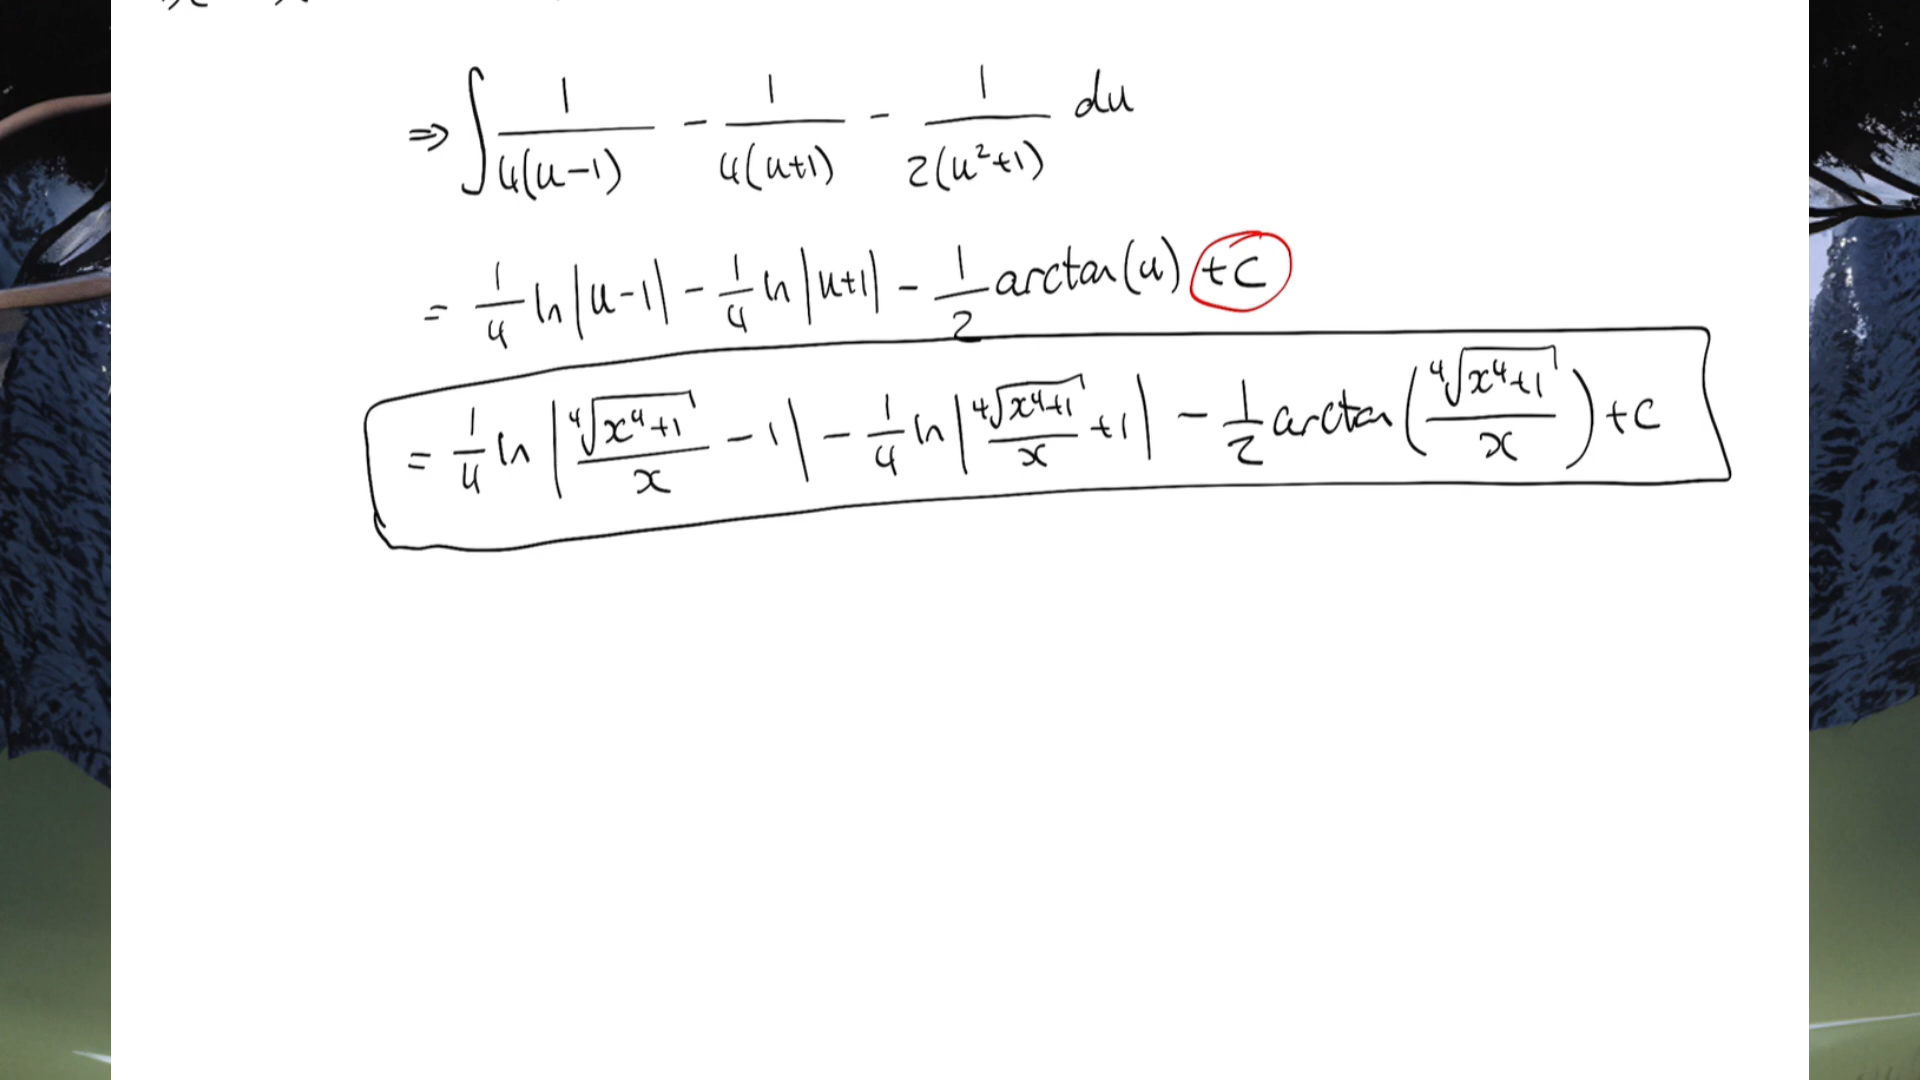 ⇒ ∫ 1/4(u-1) - 1/4(u+1) - 1/2(u²+1) du
= 1/4 ln|u-1| - 1/4 ln|u+1| - 1/2 arctan(u) +c
= 1/4 ln|⁴√(x⁴+1)/x - 1| - 1/4 ln|⁴√(x⁴+1)/x + 1| - 1/2 arctan(⁴√(x⁴+1)/x) +c